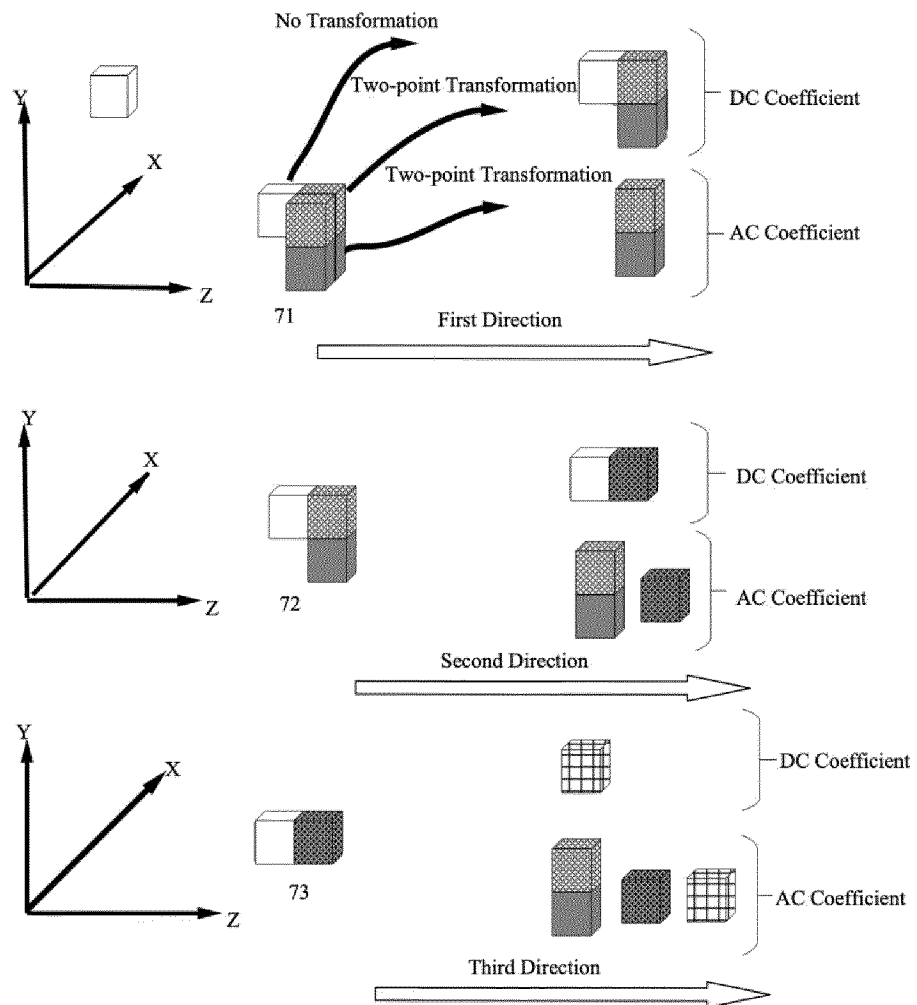 No Transformation
Two-point Transformation
DC Coefficient
Y
X
Two-point Transformation
AC Coefficient
Z
71
First Direction
Y
X
DC Coefficient
Z
72
AC Coefficient
Second Direction
Y
X
DC Coefficient
Z
73
AC Coefficient
Third Direction